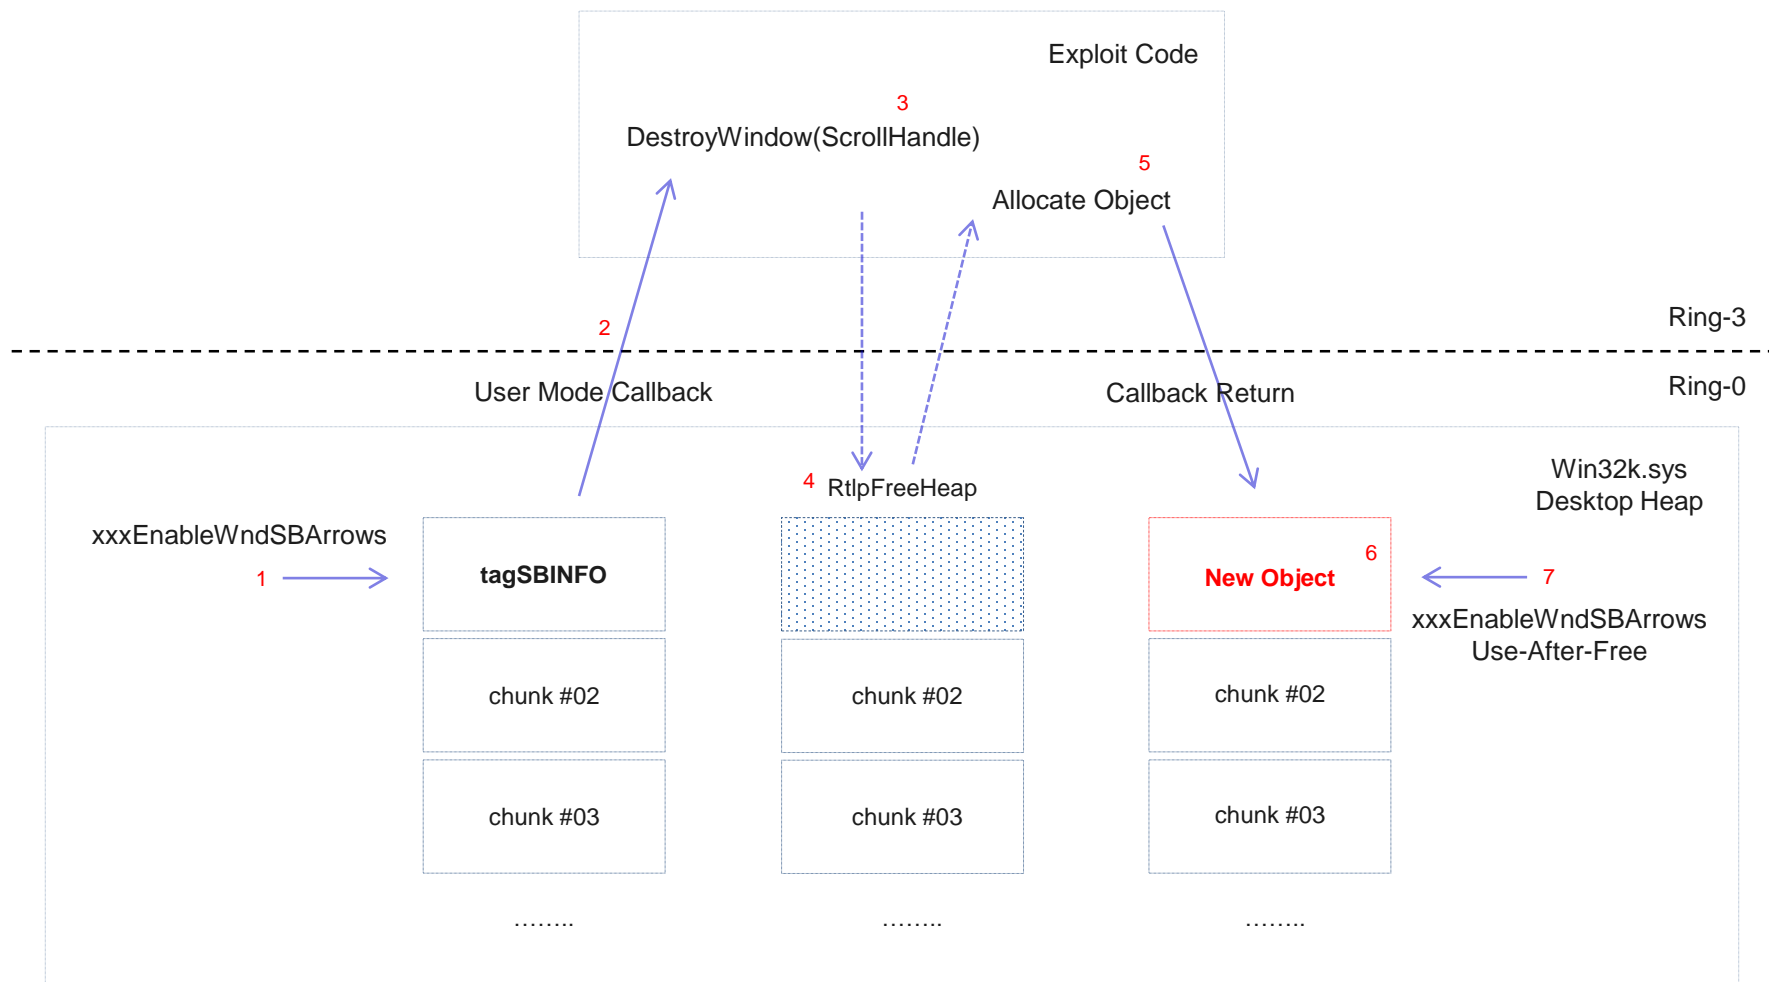 Exploit Code
3
DestroyWindow(ScrollHandle)
5
Allocate Object
Ring-3
2
User Mode Callback
Callback Return
Ring-0
Win32k.sys
Desktop Heap
4
RtlpFreeHeap
xxxEnableWndSBArrows
1
tagSBINFO
New Object
6
7
xxxEnableWndSBArrows
Use-After-Free
chunk #02
chunk #02
chunk #02
chunk #03
chunk #03
chunk #03
........
........
........